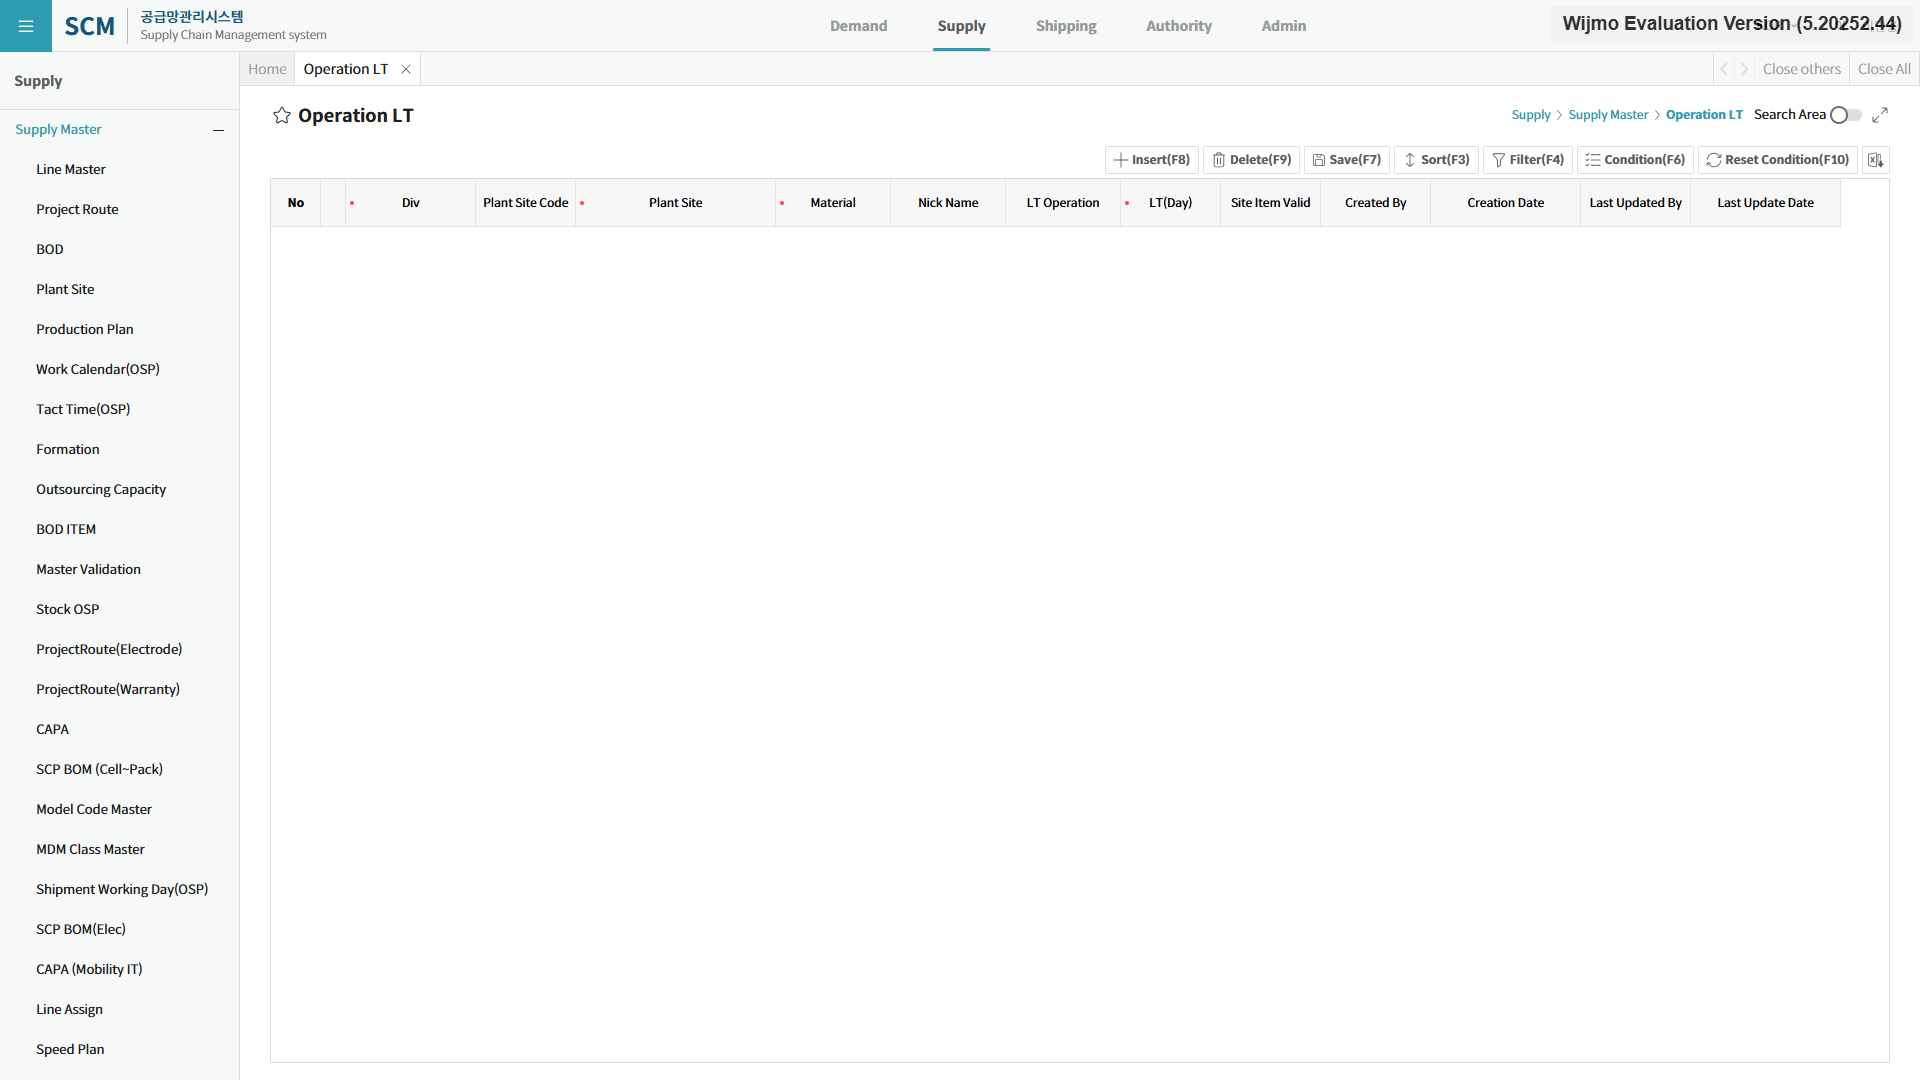 SCM
공급망관리시스템
Supply Chain Management system
Demand
Supply
Shipping
Authority
Admin
Wijmo Evaluation Version (5.20252.44)
Supply
Home
Operation LT
Close others
Close All
Operation LT
Supply > Supply Master > Operation LT
Search Area
Insert(F8)
Delete(F9)
Save(F7)
Sort(F3)
Filter(F4)
Condition(F6)
Reset Condition(F10)
No
Div
Plant Site Code
Plant Site
Material
Nick Name
LT Operation
LT(Day)
Site Item Valid
Created By
Creation Date
Last Updated By
Last Update Date
Supply Master
Line Master
Project Route
BOD
Plant Site
Production Plan
Work Calendar(OSP)
Tact Time(OSP)
Formation
Outsourcing Capacity
BOD ITEM
Master Validation
Stock OSP
ProjectRoute(Electrode)
ProjectRoute(Warranty)
CAPA
SCP BOM (Cell~Pack)
Model Code Master
MDM Class Master
Shipment Working Day(OSP)
SCP BOM(Elec)
CAPA (Mobility IT)
Line Assign
Speed Plan